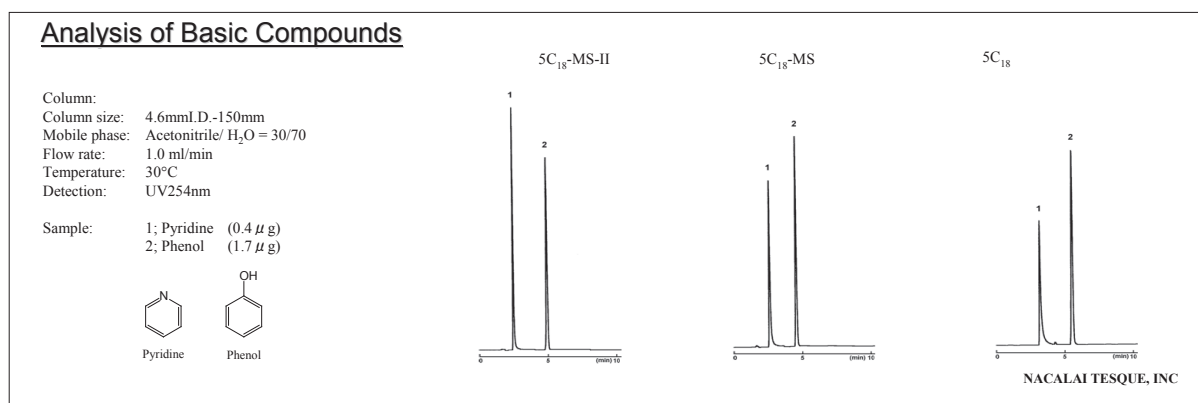 Analysis of Basic Compounds
Column:
Column size: 4.6mmI.D.-150mm
Mobile phase: Acetonitrile/ H₂O = 30/70
Flow rate: 1.0 ml/min
Temperature: 30°C
Detection: UV254nm
Sample: 1; Pyridine (0.4 μ g)
2; Phenol (1.7 μ g)
N
Pyridine
OH
Phenol
5C₁₈-MS-II
1
2
0 5 (min) 10
5C₁₈-MS
1
2
0 5 (min) 10
5C₁₈
1
2
0 5 (min) 10
NACALAI TESQUE, INC